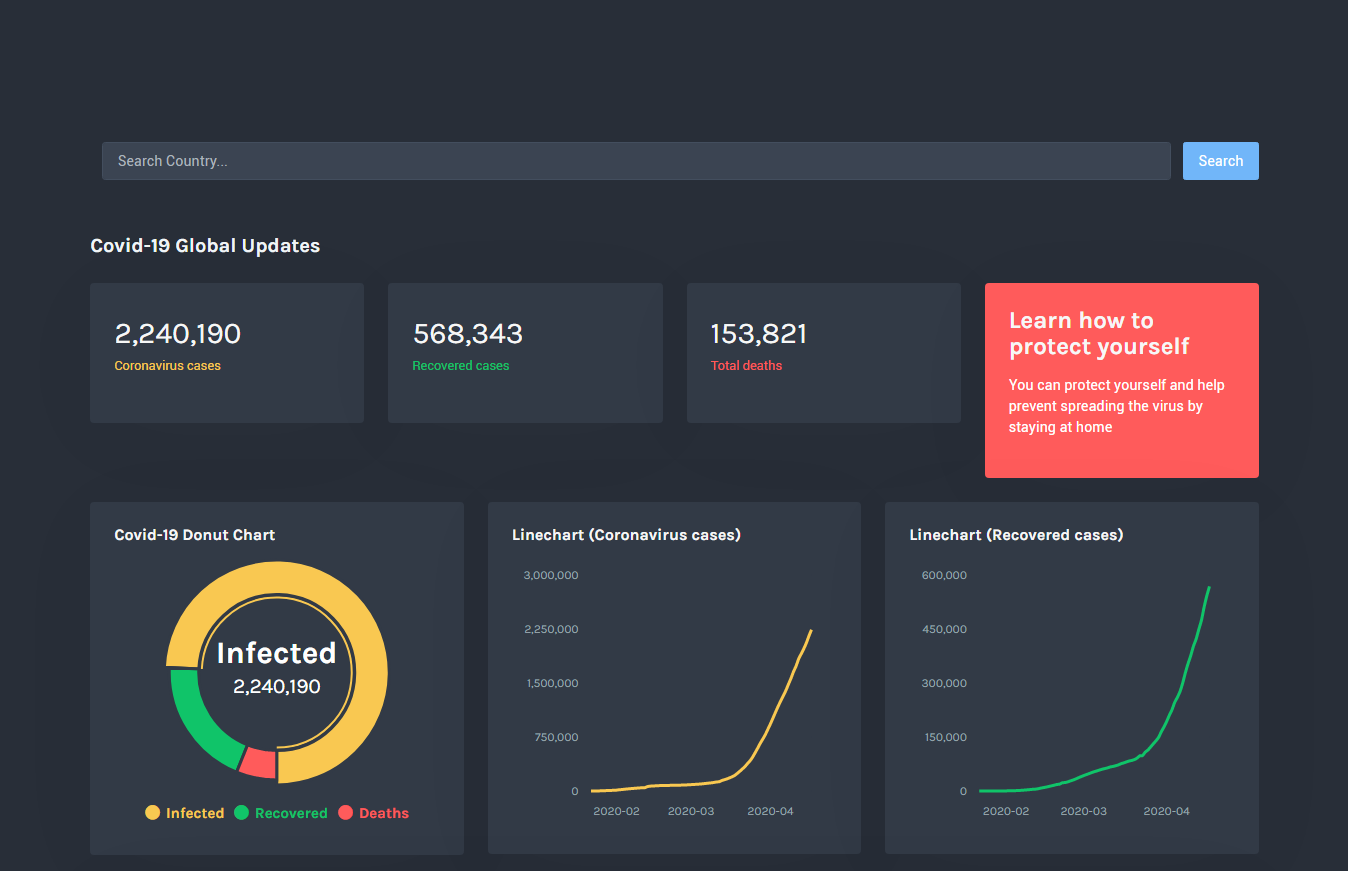 Search Country...
Search
Covid-19 Global Updates
2,240,190
Coronavirus cases
568,343
Recovered cases
153,821
Total deaths
Learn how to
protect yourself
You can protect yourself and help
prevent spreading the virus by
staying at home
Covid-19 Donut Chart
Infected
2,240,190
Infected
Recovered
Deaths
Linechart (Coronavirus cases)
3,000,000
2,250,000
1,500,000
750,000
0
2020-02
2020-03
2020-04
Linechart (Recovered cases)
600,000
450,000
300,000
150,000
0
2020-02
2020-03
2020-04